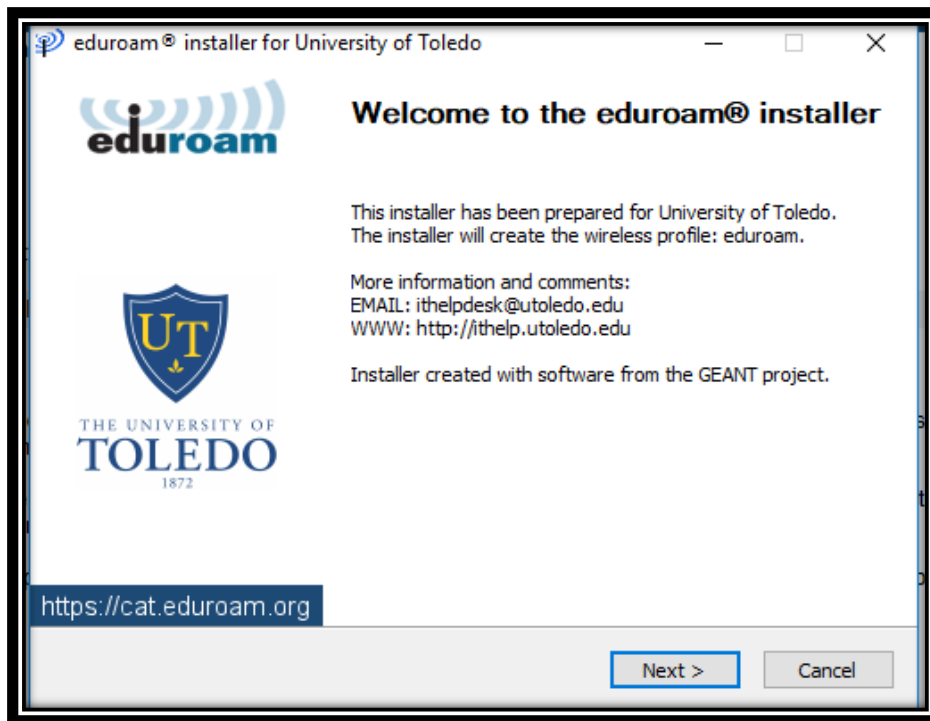 eduroam® installer for University of Toledo
eduroam
Welcome to the eduroam® installer
This installer has been prepared for University of Toledo.
The installer will create the wireless profile: eduroam.
More information and comments:
EMAIL: ithelpdesk@utoledo.edu
WWW: http://ithelp.utoledo.edu
Installer created with software from the GEANT project.
UT
THE UNIVERSITY OF
TOLEDO
1872
https://cat.eduroam.org
Next >
Cancel